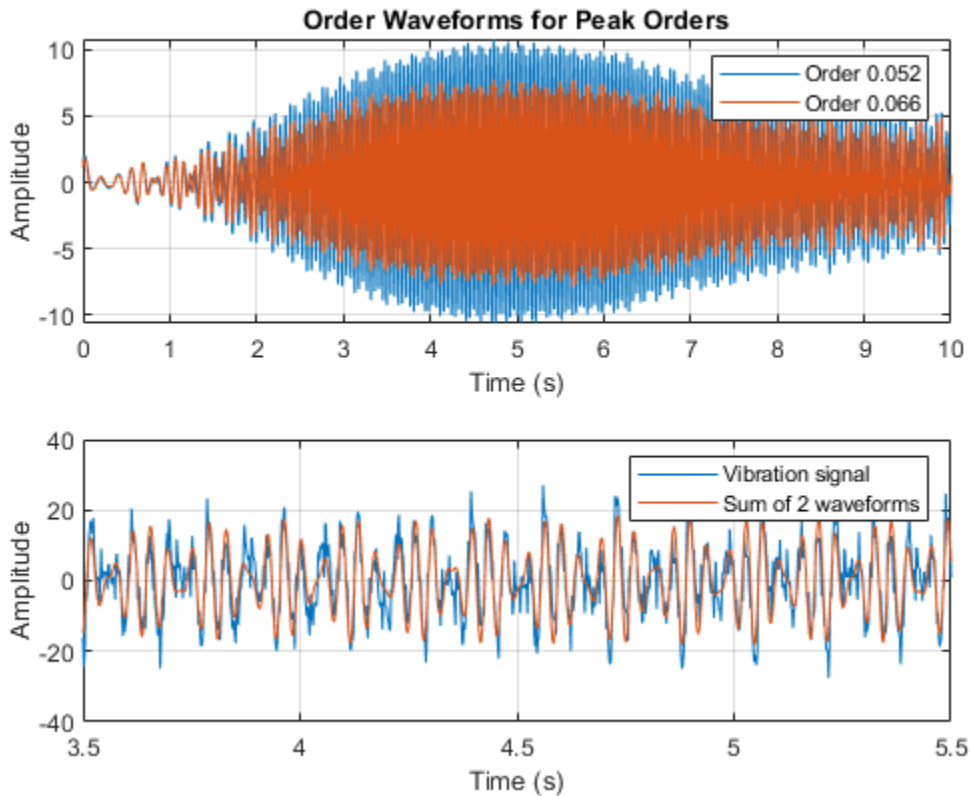 Order Waveforms for Peak Orders
Amplitude
10
5
0
-5
-10
Order 0.052
Order 0.066
0 1 2 3 4 5 6 7 8 9 10
Time (s)
Amplitude
40
20
0
-20
-40
Vibration signal
Sum of 2 waveforms
3.5 4 4.5 5 5.5
Time (s)